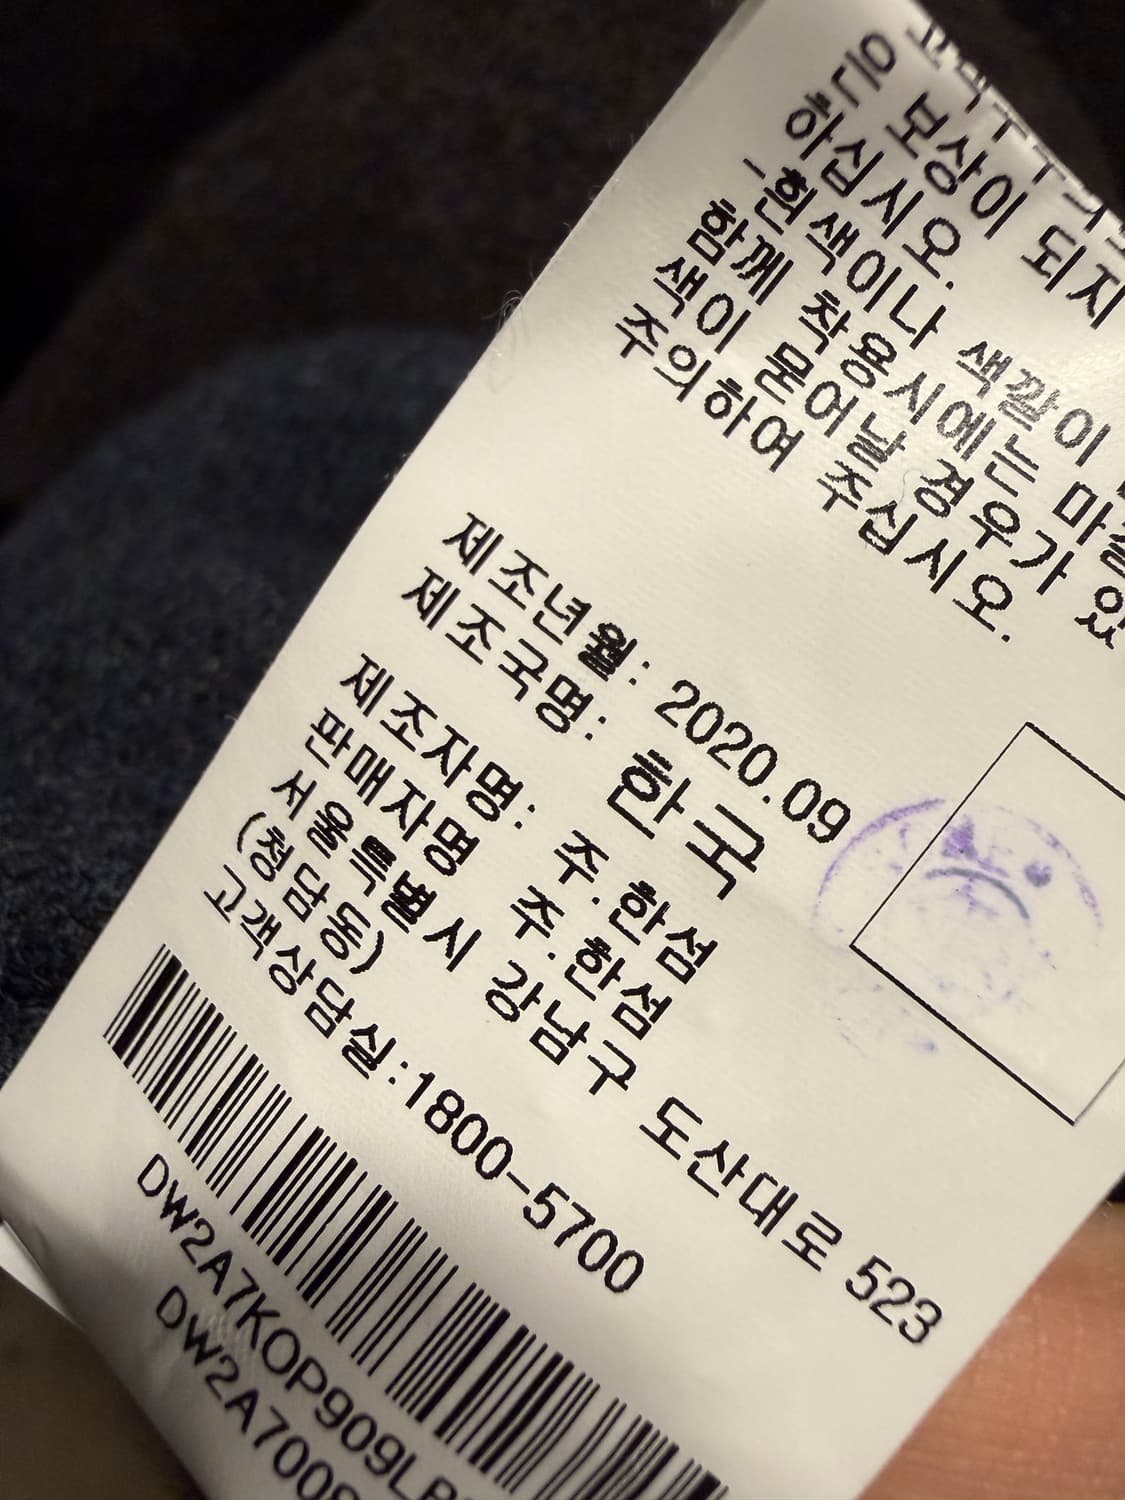 은 보상이 되지
하십시오.
_흰색이나 색깔이
함께 착용시에는
색이 묻어날 경우가 있
주의하여 주십시오.
제조년월: 2020.09
제조국명: 한국
제조자명: 주.한섬
판매자명 주.한섬
서울특별시 강남구 도산대로 523
(청담동)
고객상담실:1800-5700
DW2A7KOP909LP
DW2A7008